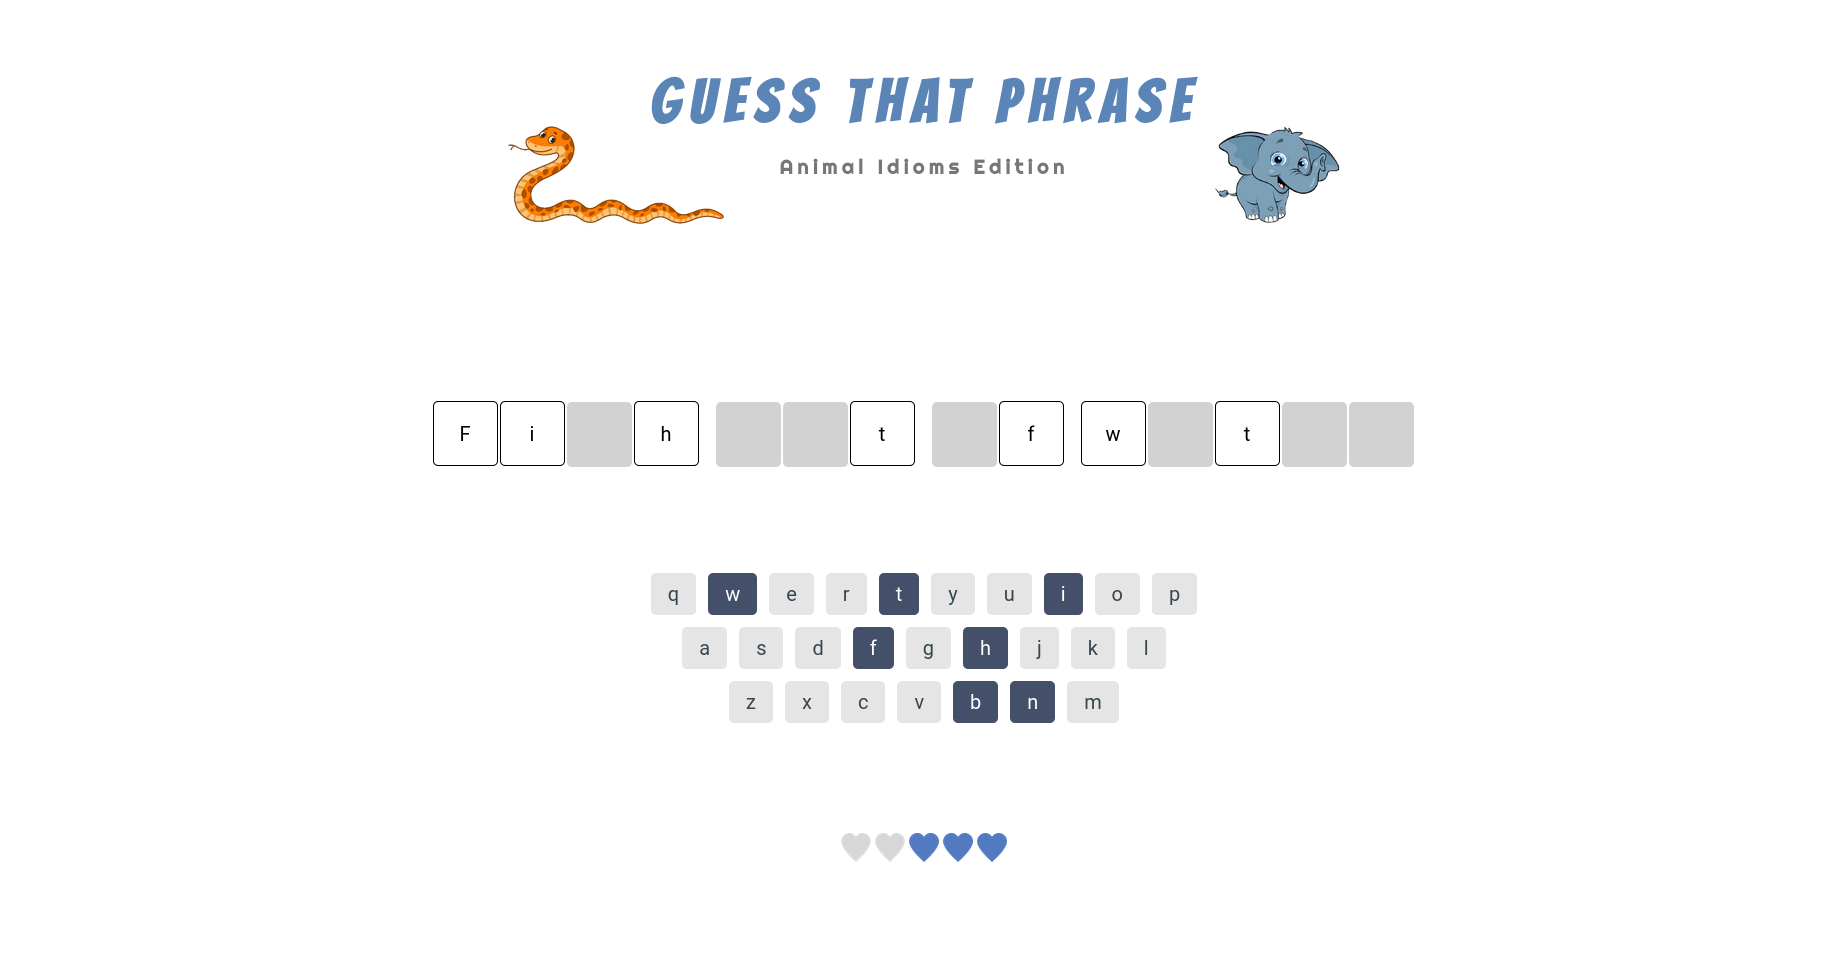 GUESS THAT PHRASE
Animal Idioms Edition
F i h t f w t
q w e r t y u i o p
a s d f g h j k l
z x c v b n m